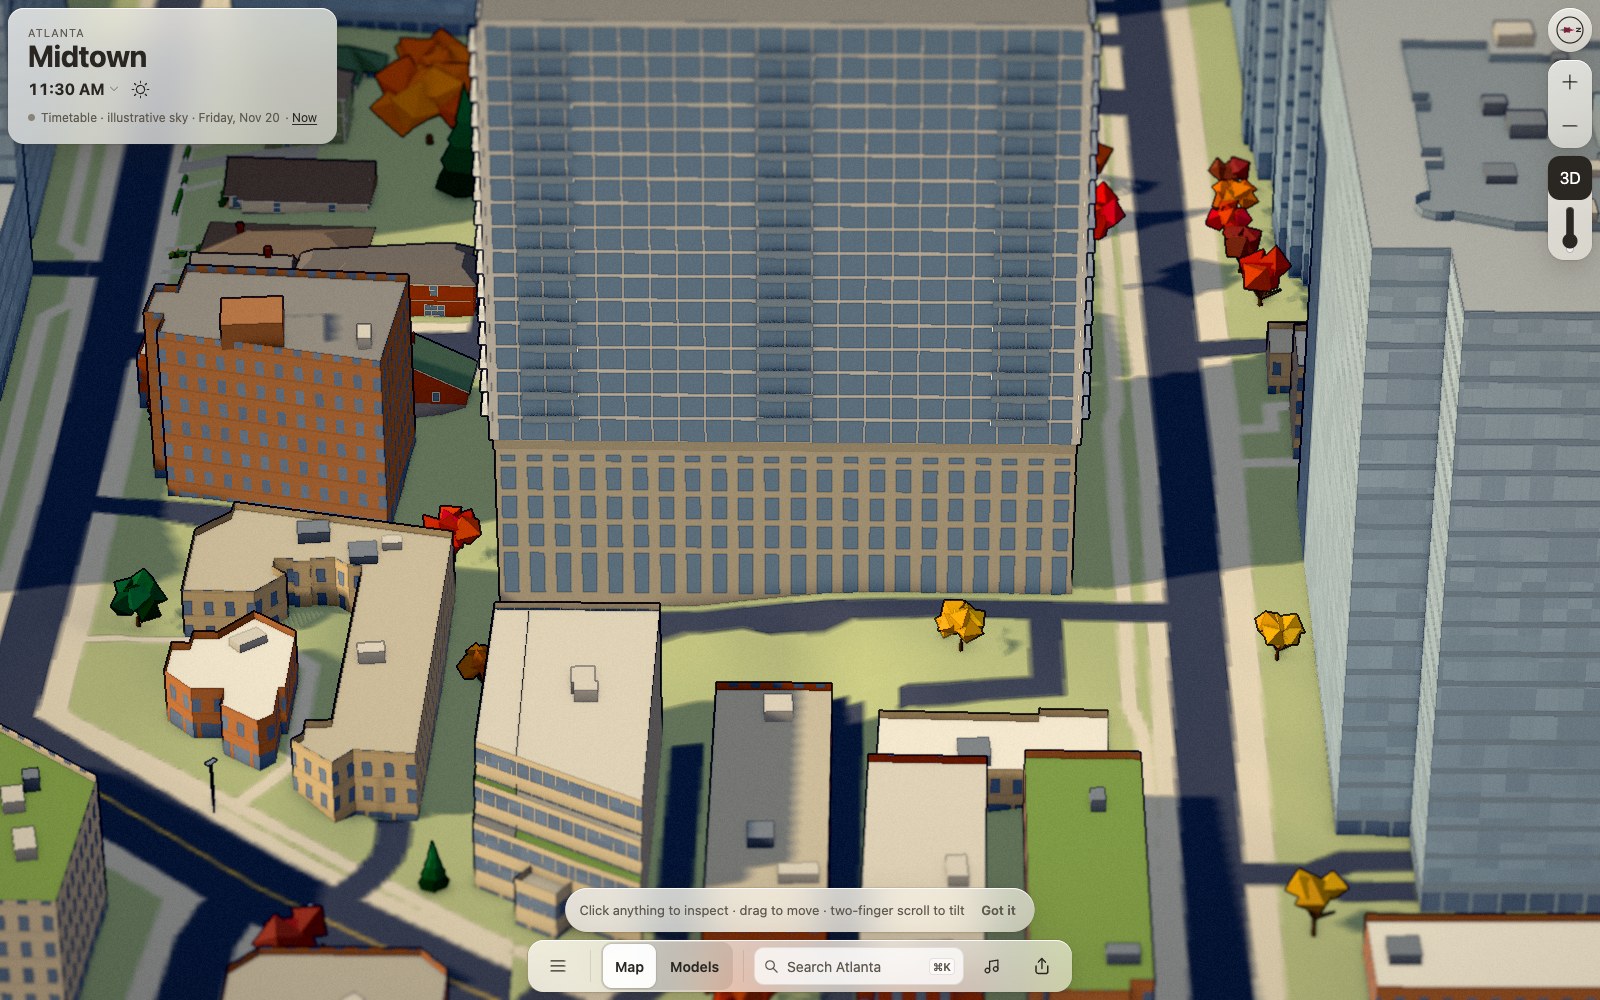 ATLANTA
Midtown
11:30 AM
Timetable · illustrative sky · Friday, Nov 20 · Now
N
3D
Click anything to inspect · drag to move · two-finger scroll to tilt Got it
Map Models Search Atlanta ⌘K